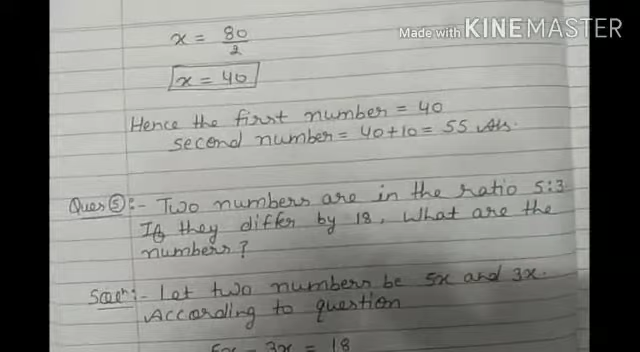 Made with KINEMASTER
x = 80/2
x = 40
Hence the first number = 40
second number = 40+10 = 55 Ans.
Ques ⑤:- Two numbers are in the ratio 5:3
If they differ by 18, What are the
numbers?
Soln:- Let two numbers be 5x and 3x.
According to question
5x - 3x = 18